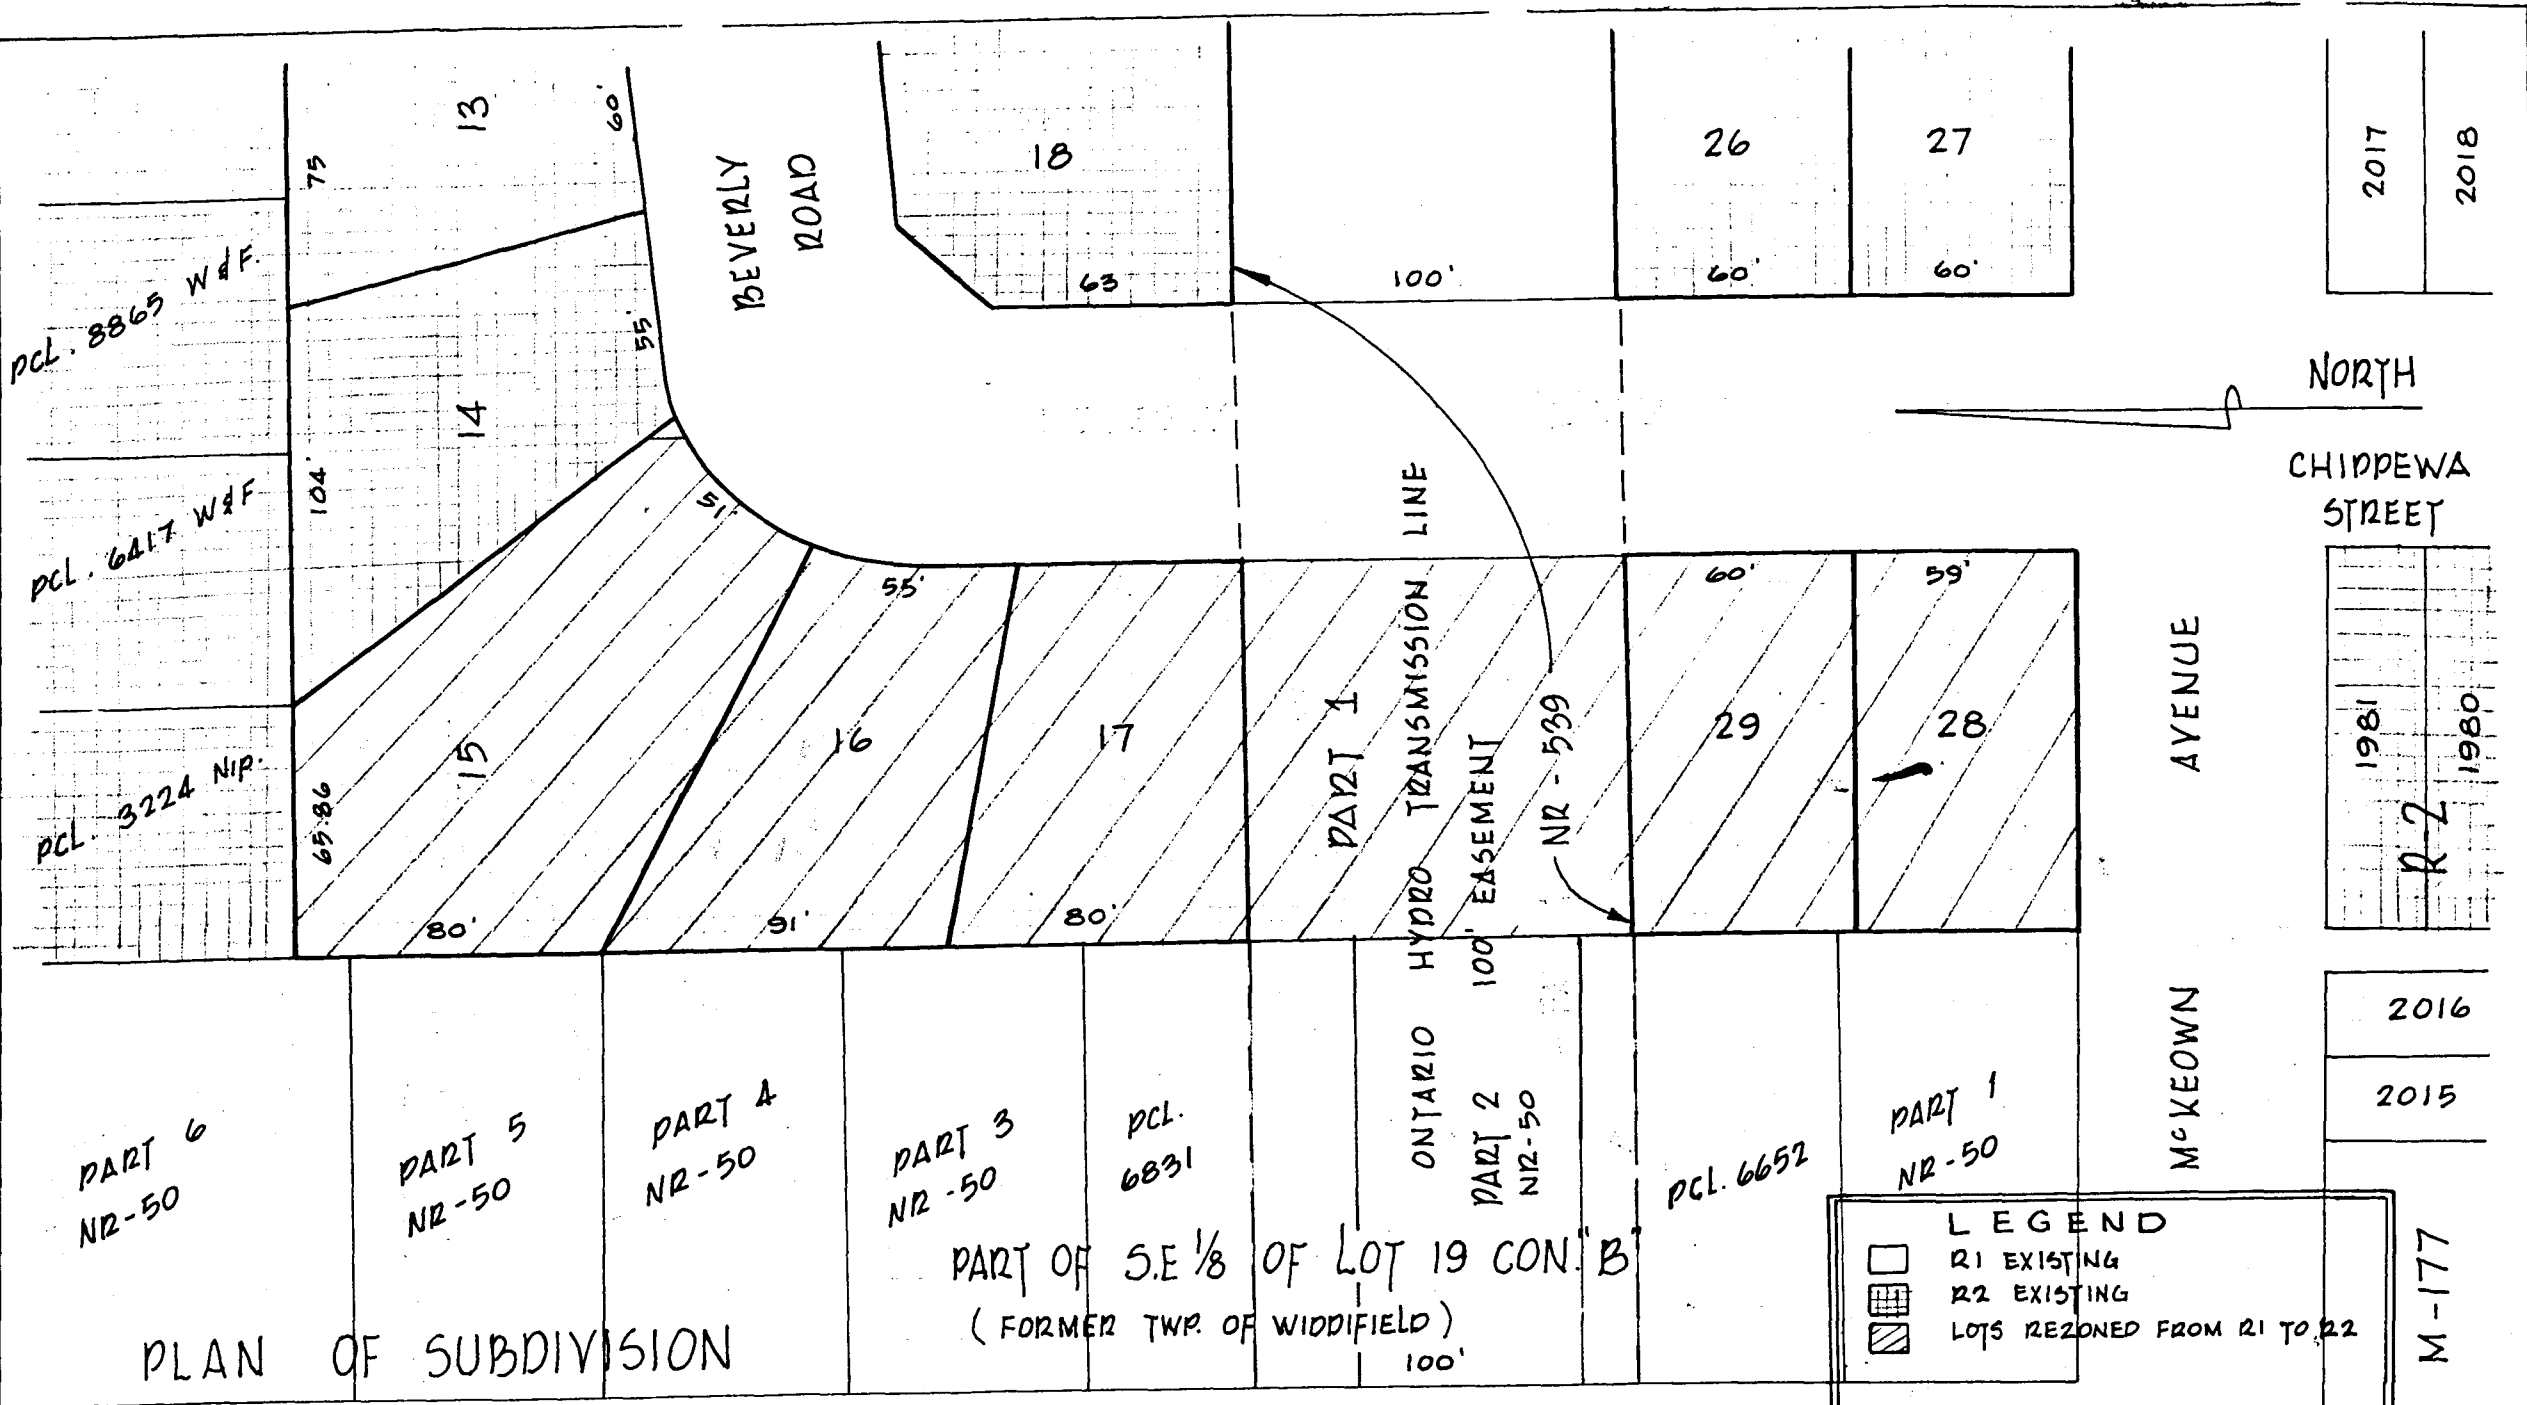 13
60'
75
BEVERLY
ROAD
18
63
100'
26
60'
27
60'
2017
2018
PCL. 8865 W&F.
55'
14
104'
NORTH
CHIPPEWA
STREET
PCL. 6417 W&F
51'
55'
60'
59'
PCL. 3224 NIP.
65.86
15
80'
16
91'
17
80'
PART 1
ONTARIO HYDRO TRANSMISSION LINE
100' EASEMENT
NR - 539
29
28
McKEOWN AVENUE
1981
1980
R-2
2016
2015
PART 6
NR-50
PART 5
NR-50
PART 4
NR-50
PART 3
NR-50
PCL.
6831
PART 2
NR-50
PCL. 6652
PART 1
NR-50
PART OF S.E 1/8 OF LOT 19 CON. "B"
(FORMER TWP. OF WIDDIFIELD)
100'
PLAN OF SUBDIVISION
LEGEND
R1 EXISTING
R2 EXISTING
LOTS REZONED FROM R1 TO R2
M-177